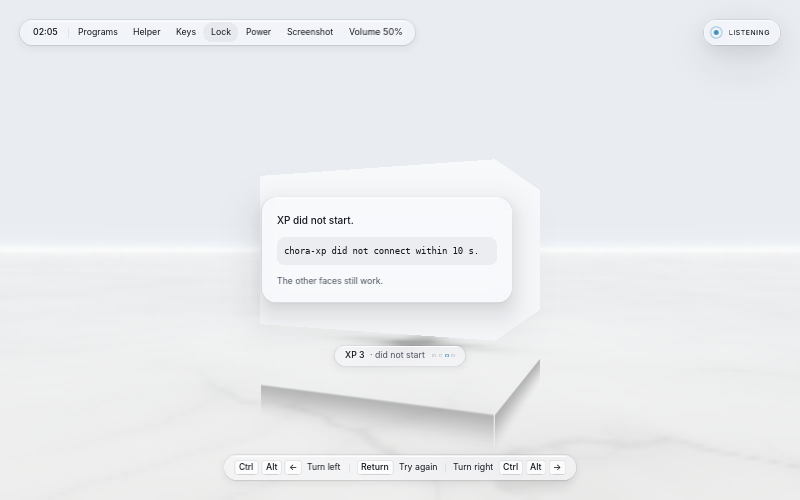 02:05 Programs Helper Keys Lock Power Screenshot Volume 50%
LISTENING
XP did not start.
chora-xp did not connect within 10 s.
The other faces still work.
XP 3 · did not start
Ctrl Alt ← Turn left Return Try again Turn right Ctrl Alt →